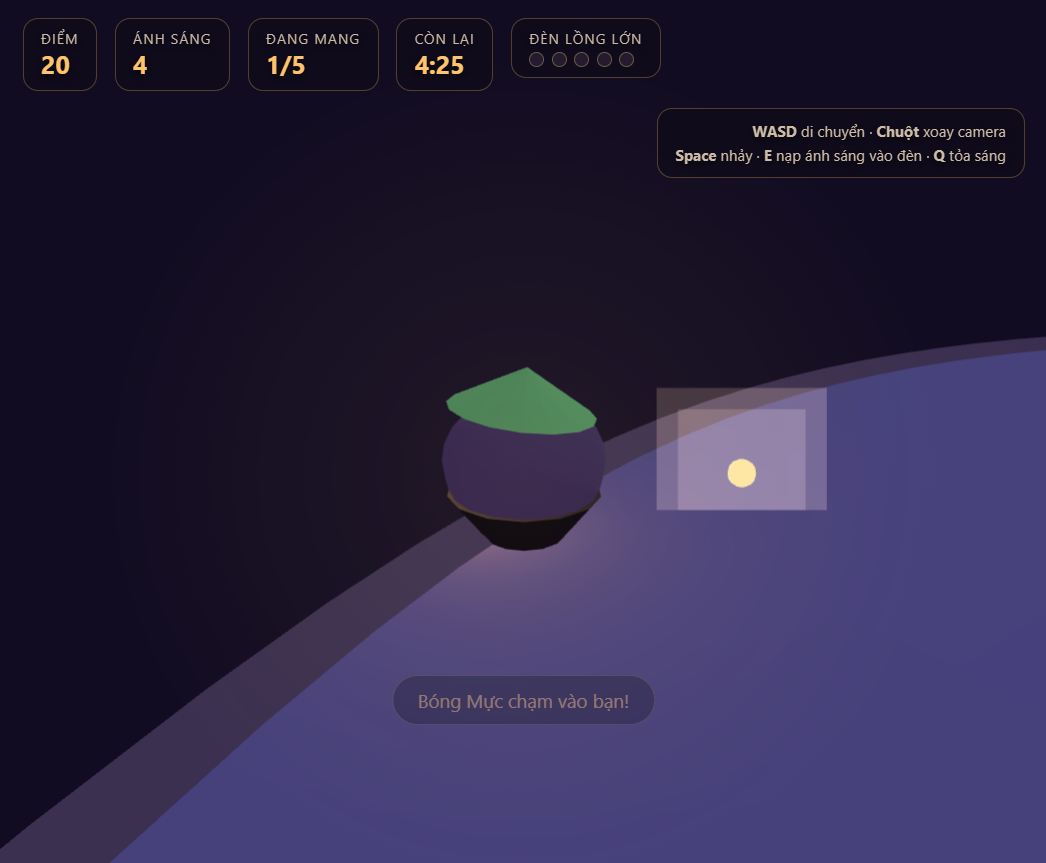 ĐIỂM
20
ÁNH SÁNG
4
ĐANG MANG
1/5
CÒN LẠI
4:25
ĐÈN LỒNG LỚN
WASD di chuyển · Chuột xoay camera
Space nhảy · E nạp ánh sáng vào đèn · Q tỏa sáng
Bóng Mực chạm vào bạn!